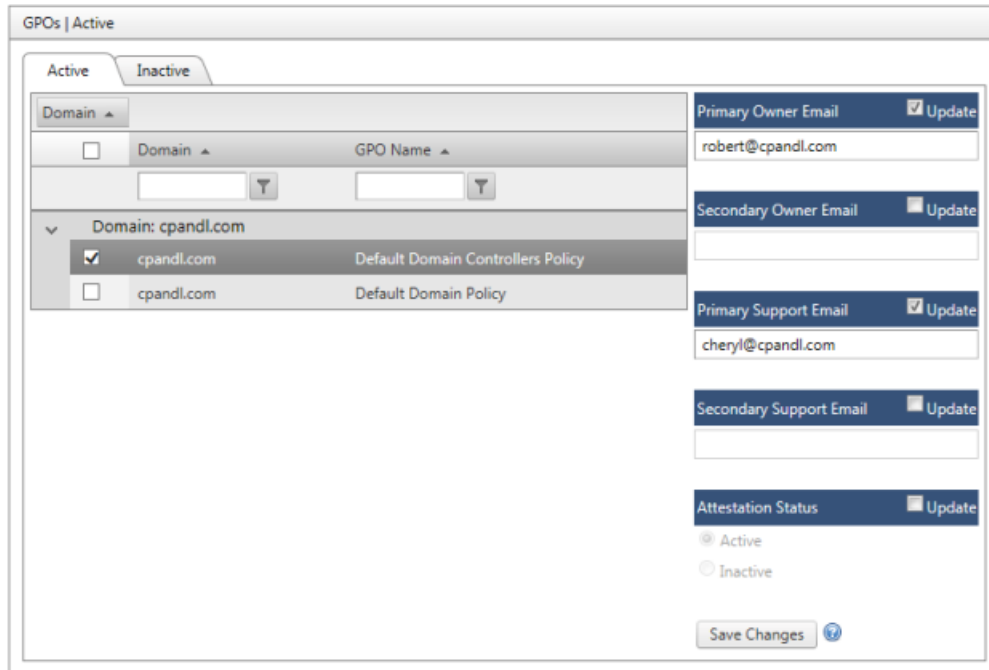 GPOs | Active
Active
Inactive
Domain
Domain
GPO Name
Domain: cpandl.com
cpandl.com
Default Domain Controllers Policy
cpandl.com
Default Domain Policy
Primary Owner Email
Update
robert@cpandl.com
Secondary Owner Email
Update
Primary Support Email
Update
cheryl@cpandl.com
Secondary Support Email
Update
Attestation Status
Update
Active
Inactive
Save Changes
?